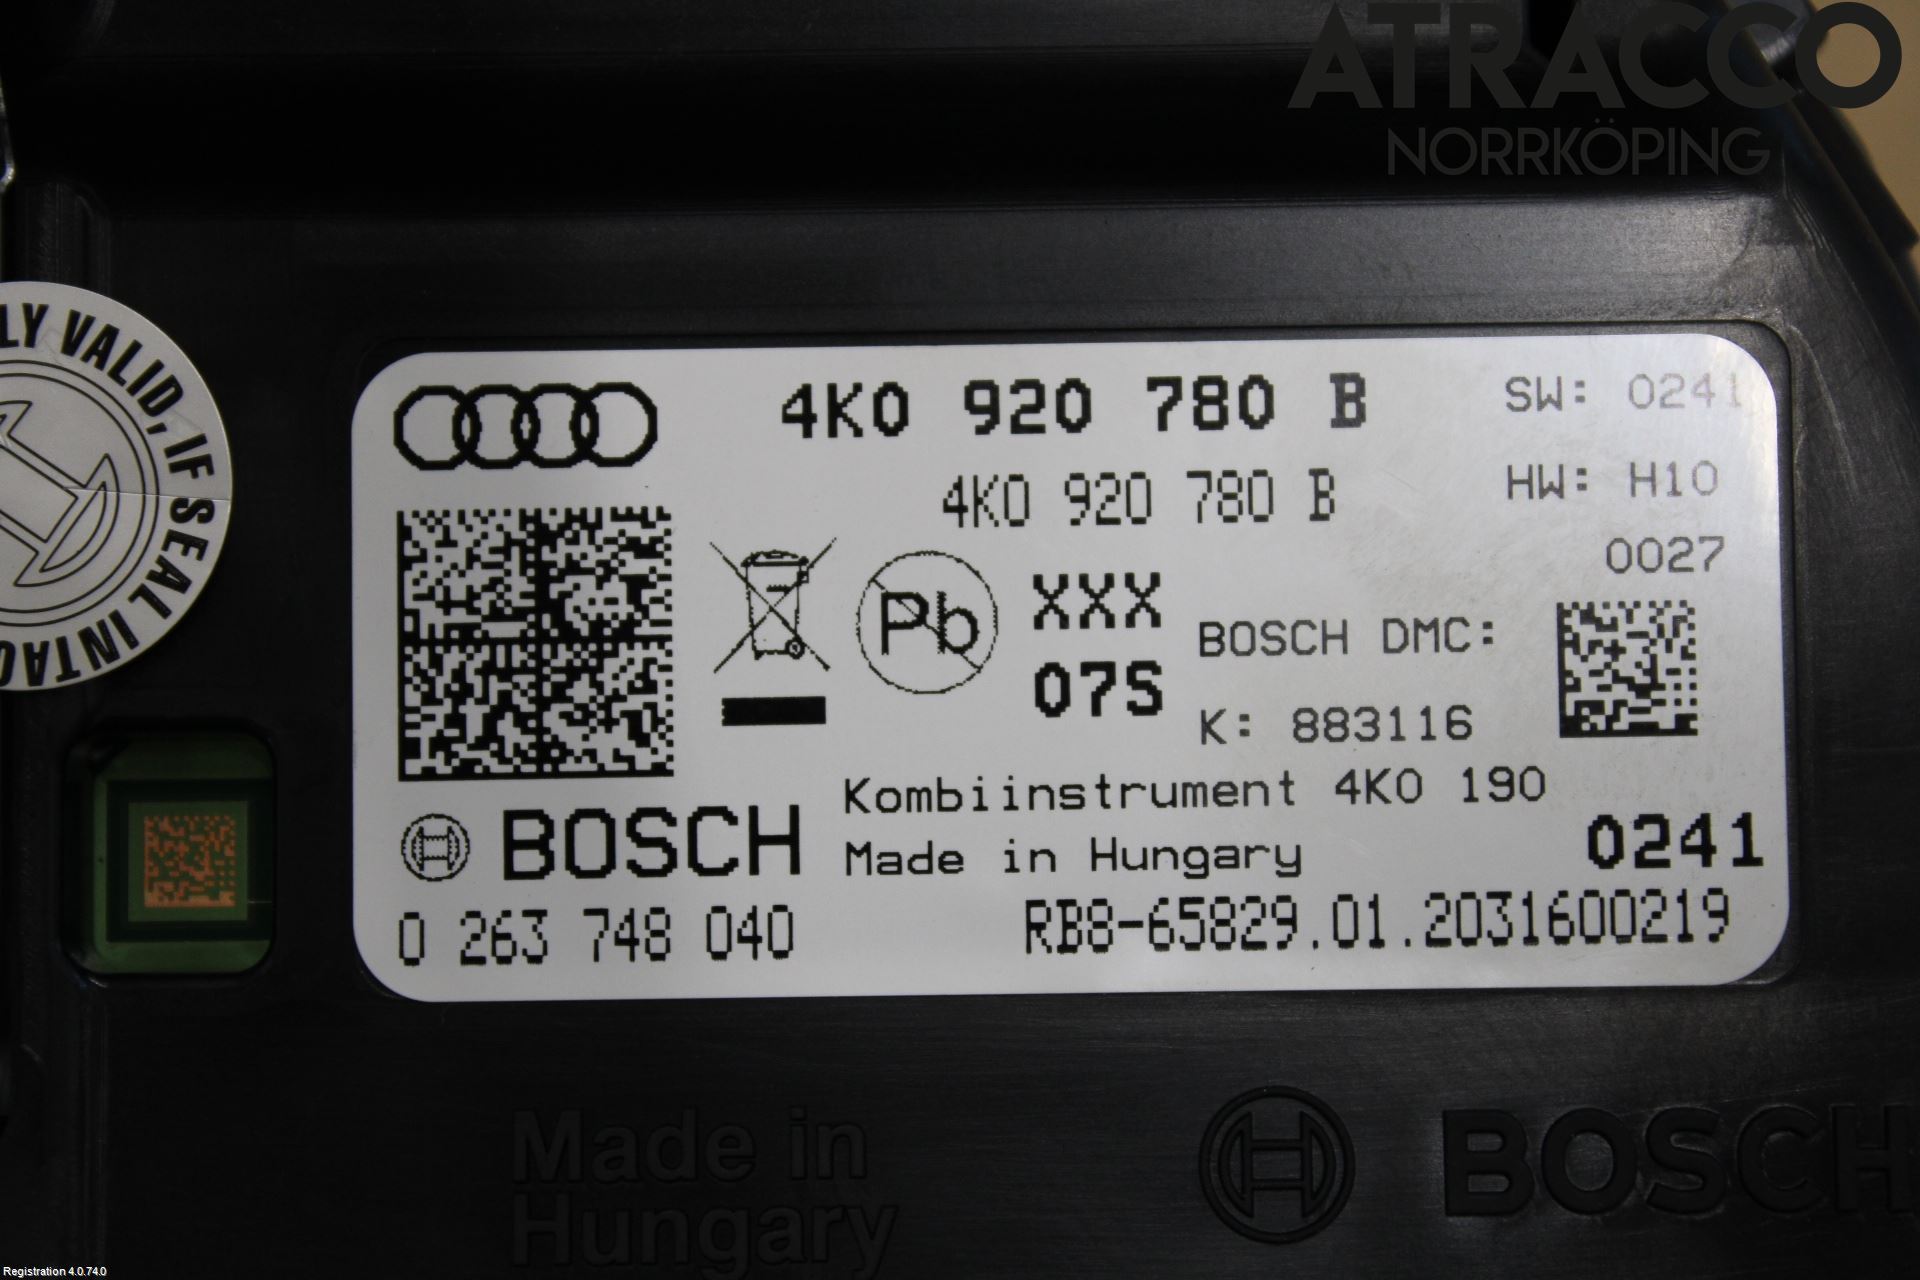 ATRACCO
NORRKÖPING
LY VALID, IF SEAL INTAC
4K0 920 780 B
SW: 0241
4K0 920 780 B
HW: H10
0027
Pb
XXX
07S
BOSCH DMC:
K: 883116
Kombiinstrument 4K0 190
BOSCH
Made in Hungary
0241
0 263 748 040
RB8-65829.01.2031600219
Made in
Hungary
BOSCH
Registration 4.0.74.0